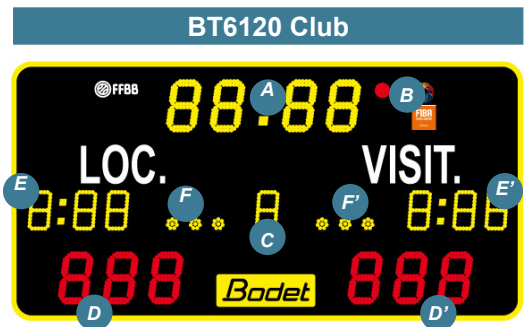 BT6120 Club
FFBB 88:88 A B
FIBA
LOC. VISIT.
E E'
8:88 F 8 F' 8:88
C
888 Bodet 888
D D'